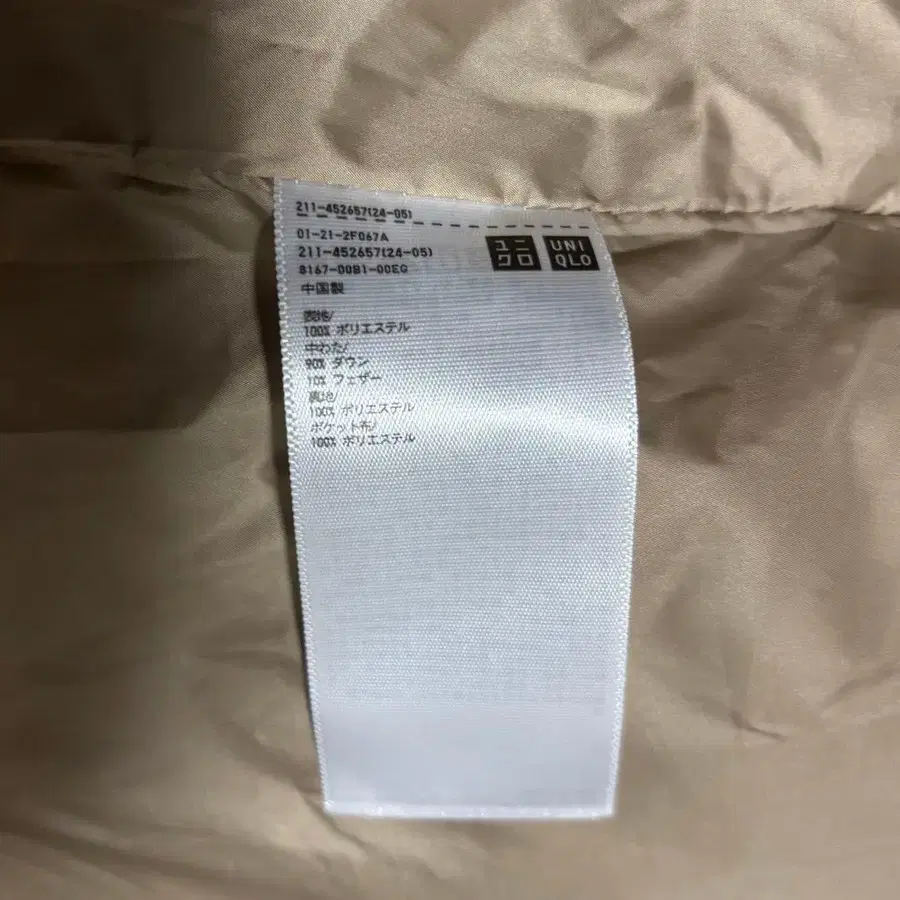 211-452657(24-05)
01-21-2F067A
211-452657(24-05)
8167-00B1-00EG
中国製
ユニ
クロ
UNI
QLO
表地/
100% ポリエステル
中わた/
90% ダウン
10% フェザー
裏地/
100% ポリエステル
ポケット布/
100% ポリエステル